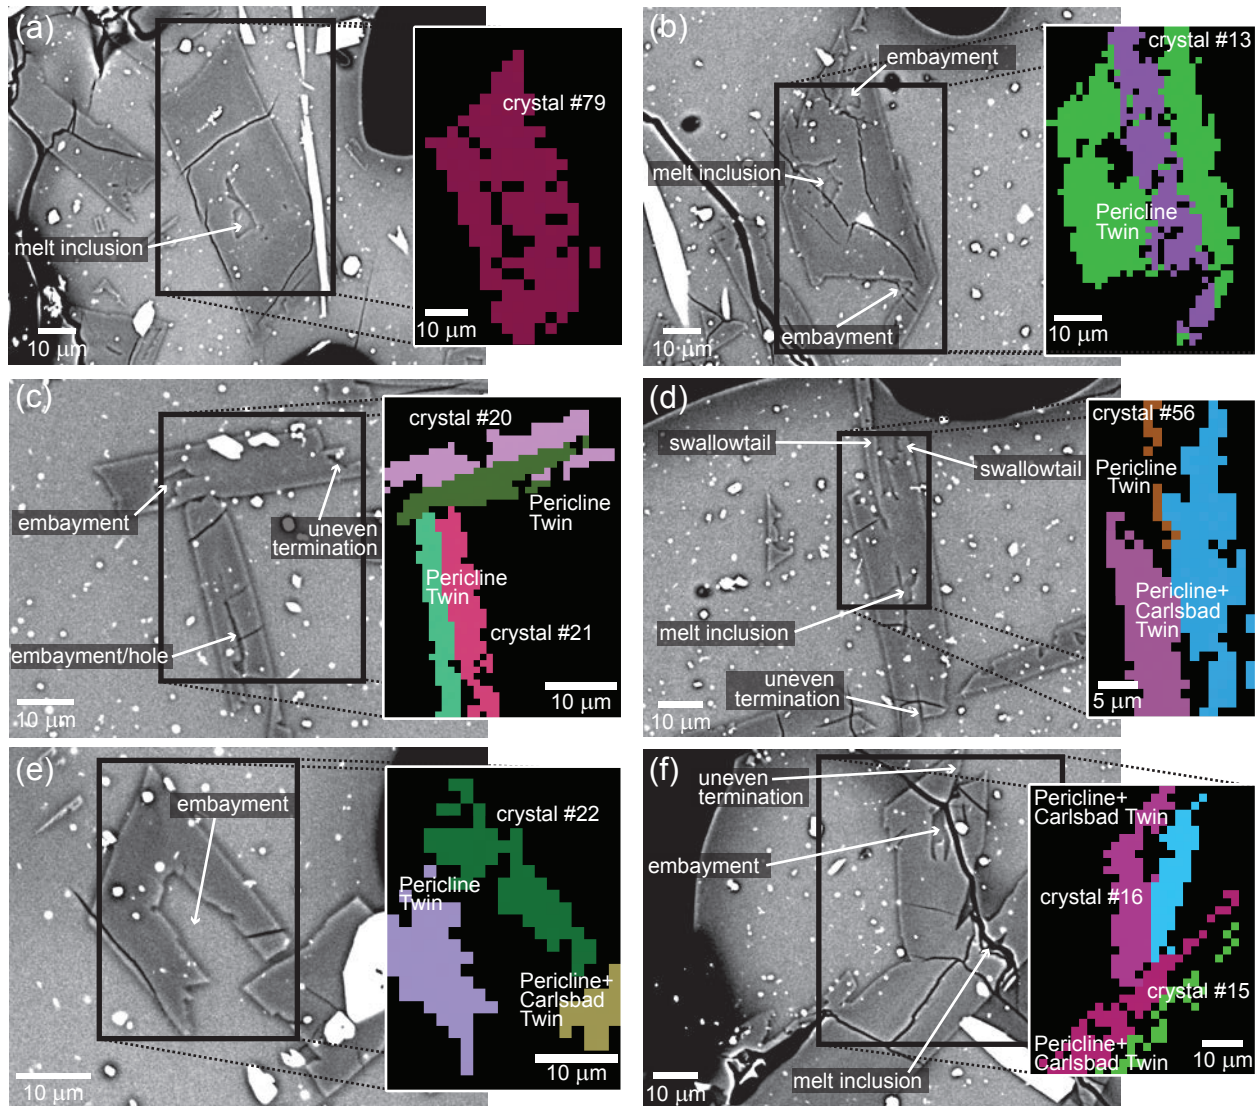 (a)
crystal #79
melt inclusion
10 μm
10 μm
(b)
embayment
crystal #13
melt inclusion
Pericline
Twin
embayment
10 μm
10 μm
(c)
crystal #20
embayment
uneven
termination
Pericline
Twin
Pericline
Twin
crystal #21
embayment/hole
10 μm
10 μm
(d)
swallowtail
swallowtail
crystal #56
Pericline
Twin
melt inclusion
Pericline+
Carlsbad
Twin
uneven
termination
10 μm
5 μm
(e)
embayment
crystal #22
Pericline
Twin
Pericline+
Carlsbad
Twin
10 μm
10 μm
(f)
uneven
termination
embayment
Pericline+
Carlsbad Twin
crystal #16
crystal #15
Pericline+
Carlsbad Twin
melt inclusion
10 μm
10 μm